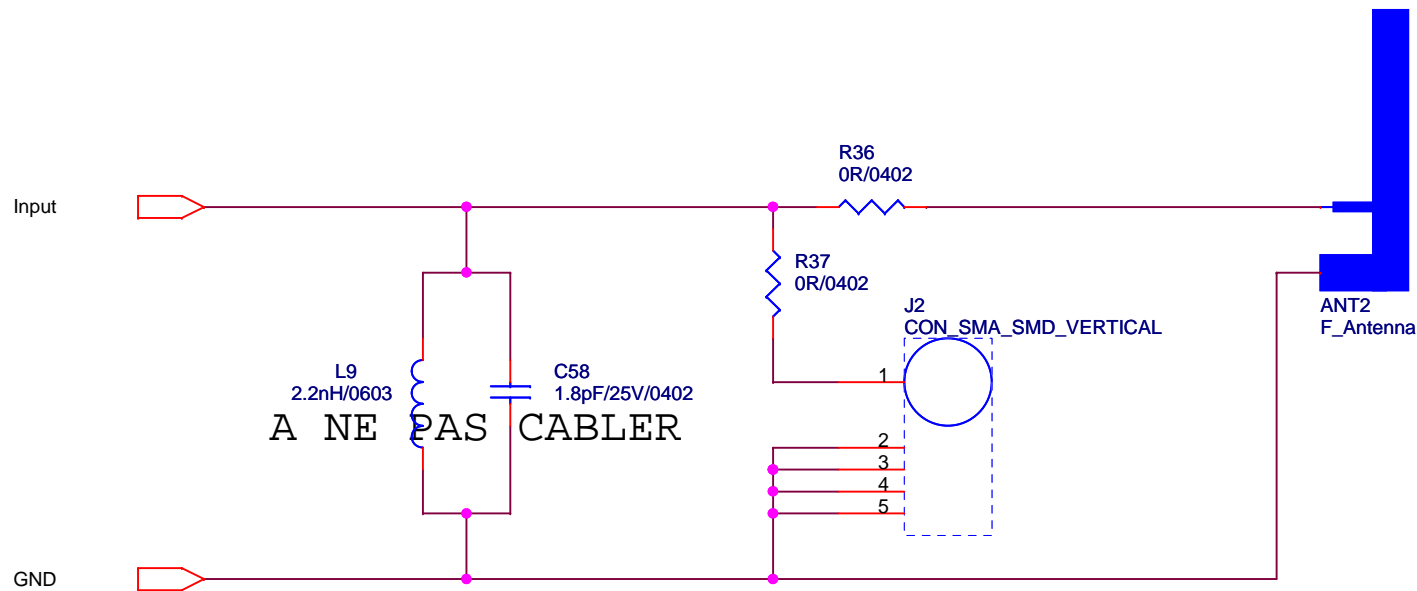 R36
0R/0402
Input
R37
0R/0402
J2
CON_SMA_SMD_VERTICAL
ANT2
F_Antenna
L9
2.2nH/0603
C58
1.8pF/25V/0402
1
A NE PAS CABLER
2
3
4
5
GND